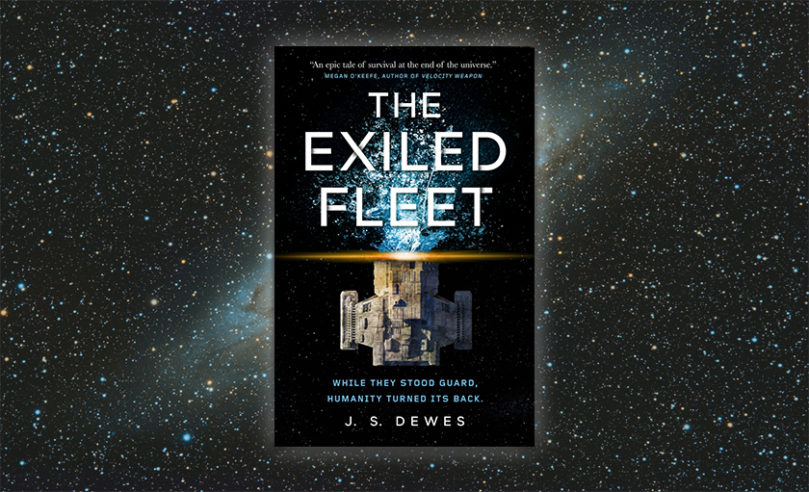 “An epic tale of survival at the end of the universe.”
MEGAN O'KEEFE, AUTHOR OF VELOCITY WEAPON
THE
EXILED
FLEET
WHILE THEY STOOD GUARD,
HUMANITY TURNED ITS BACK.
J. S. DEWES